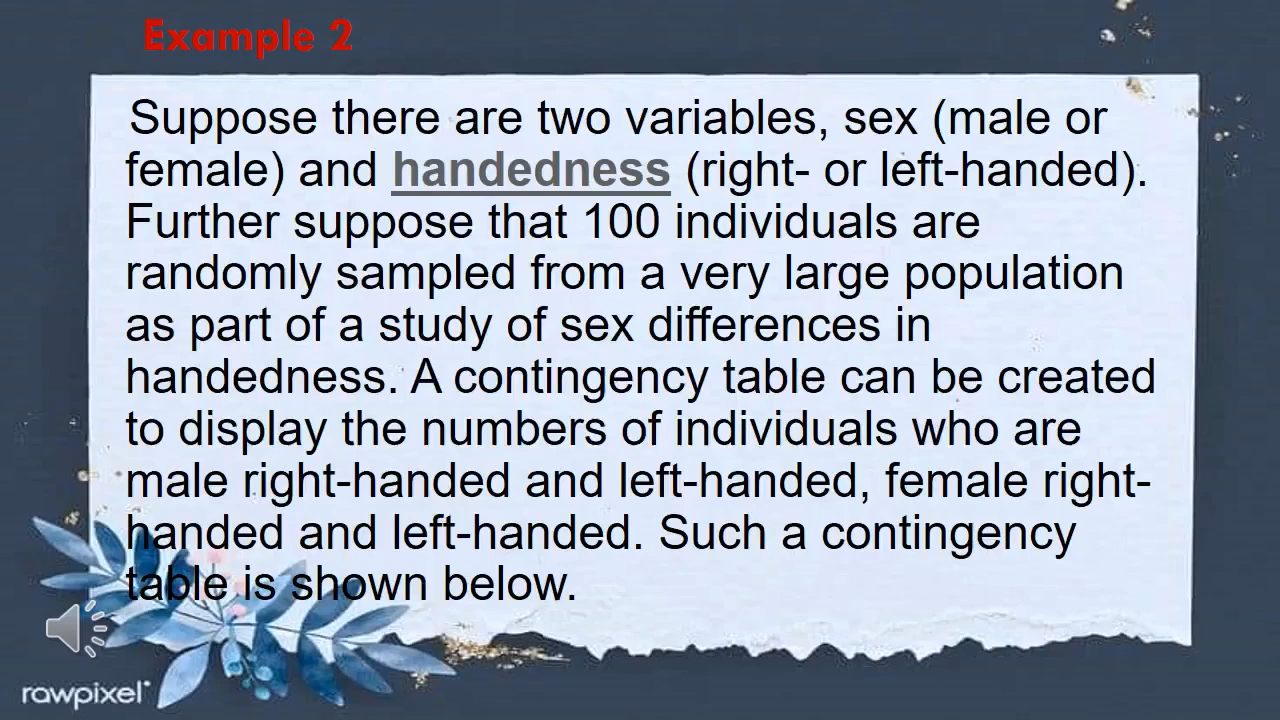 Example 2
Suppose there are two variables, sex (male or
female) and handedness (right- or left-handed).
Further suppose that 100 individuals are
randomly sampled from a very large population
as part of a study of sex differences in
handedness. A contingency table can be created
to display the numbers of individuals who are
male right-handed and left-handed, female right-
handed and left-handed. Such a contingency
table is shown below.
rawpixel